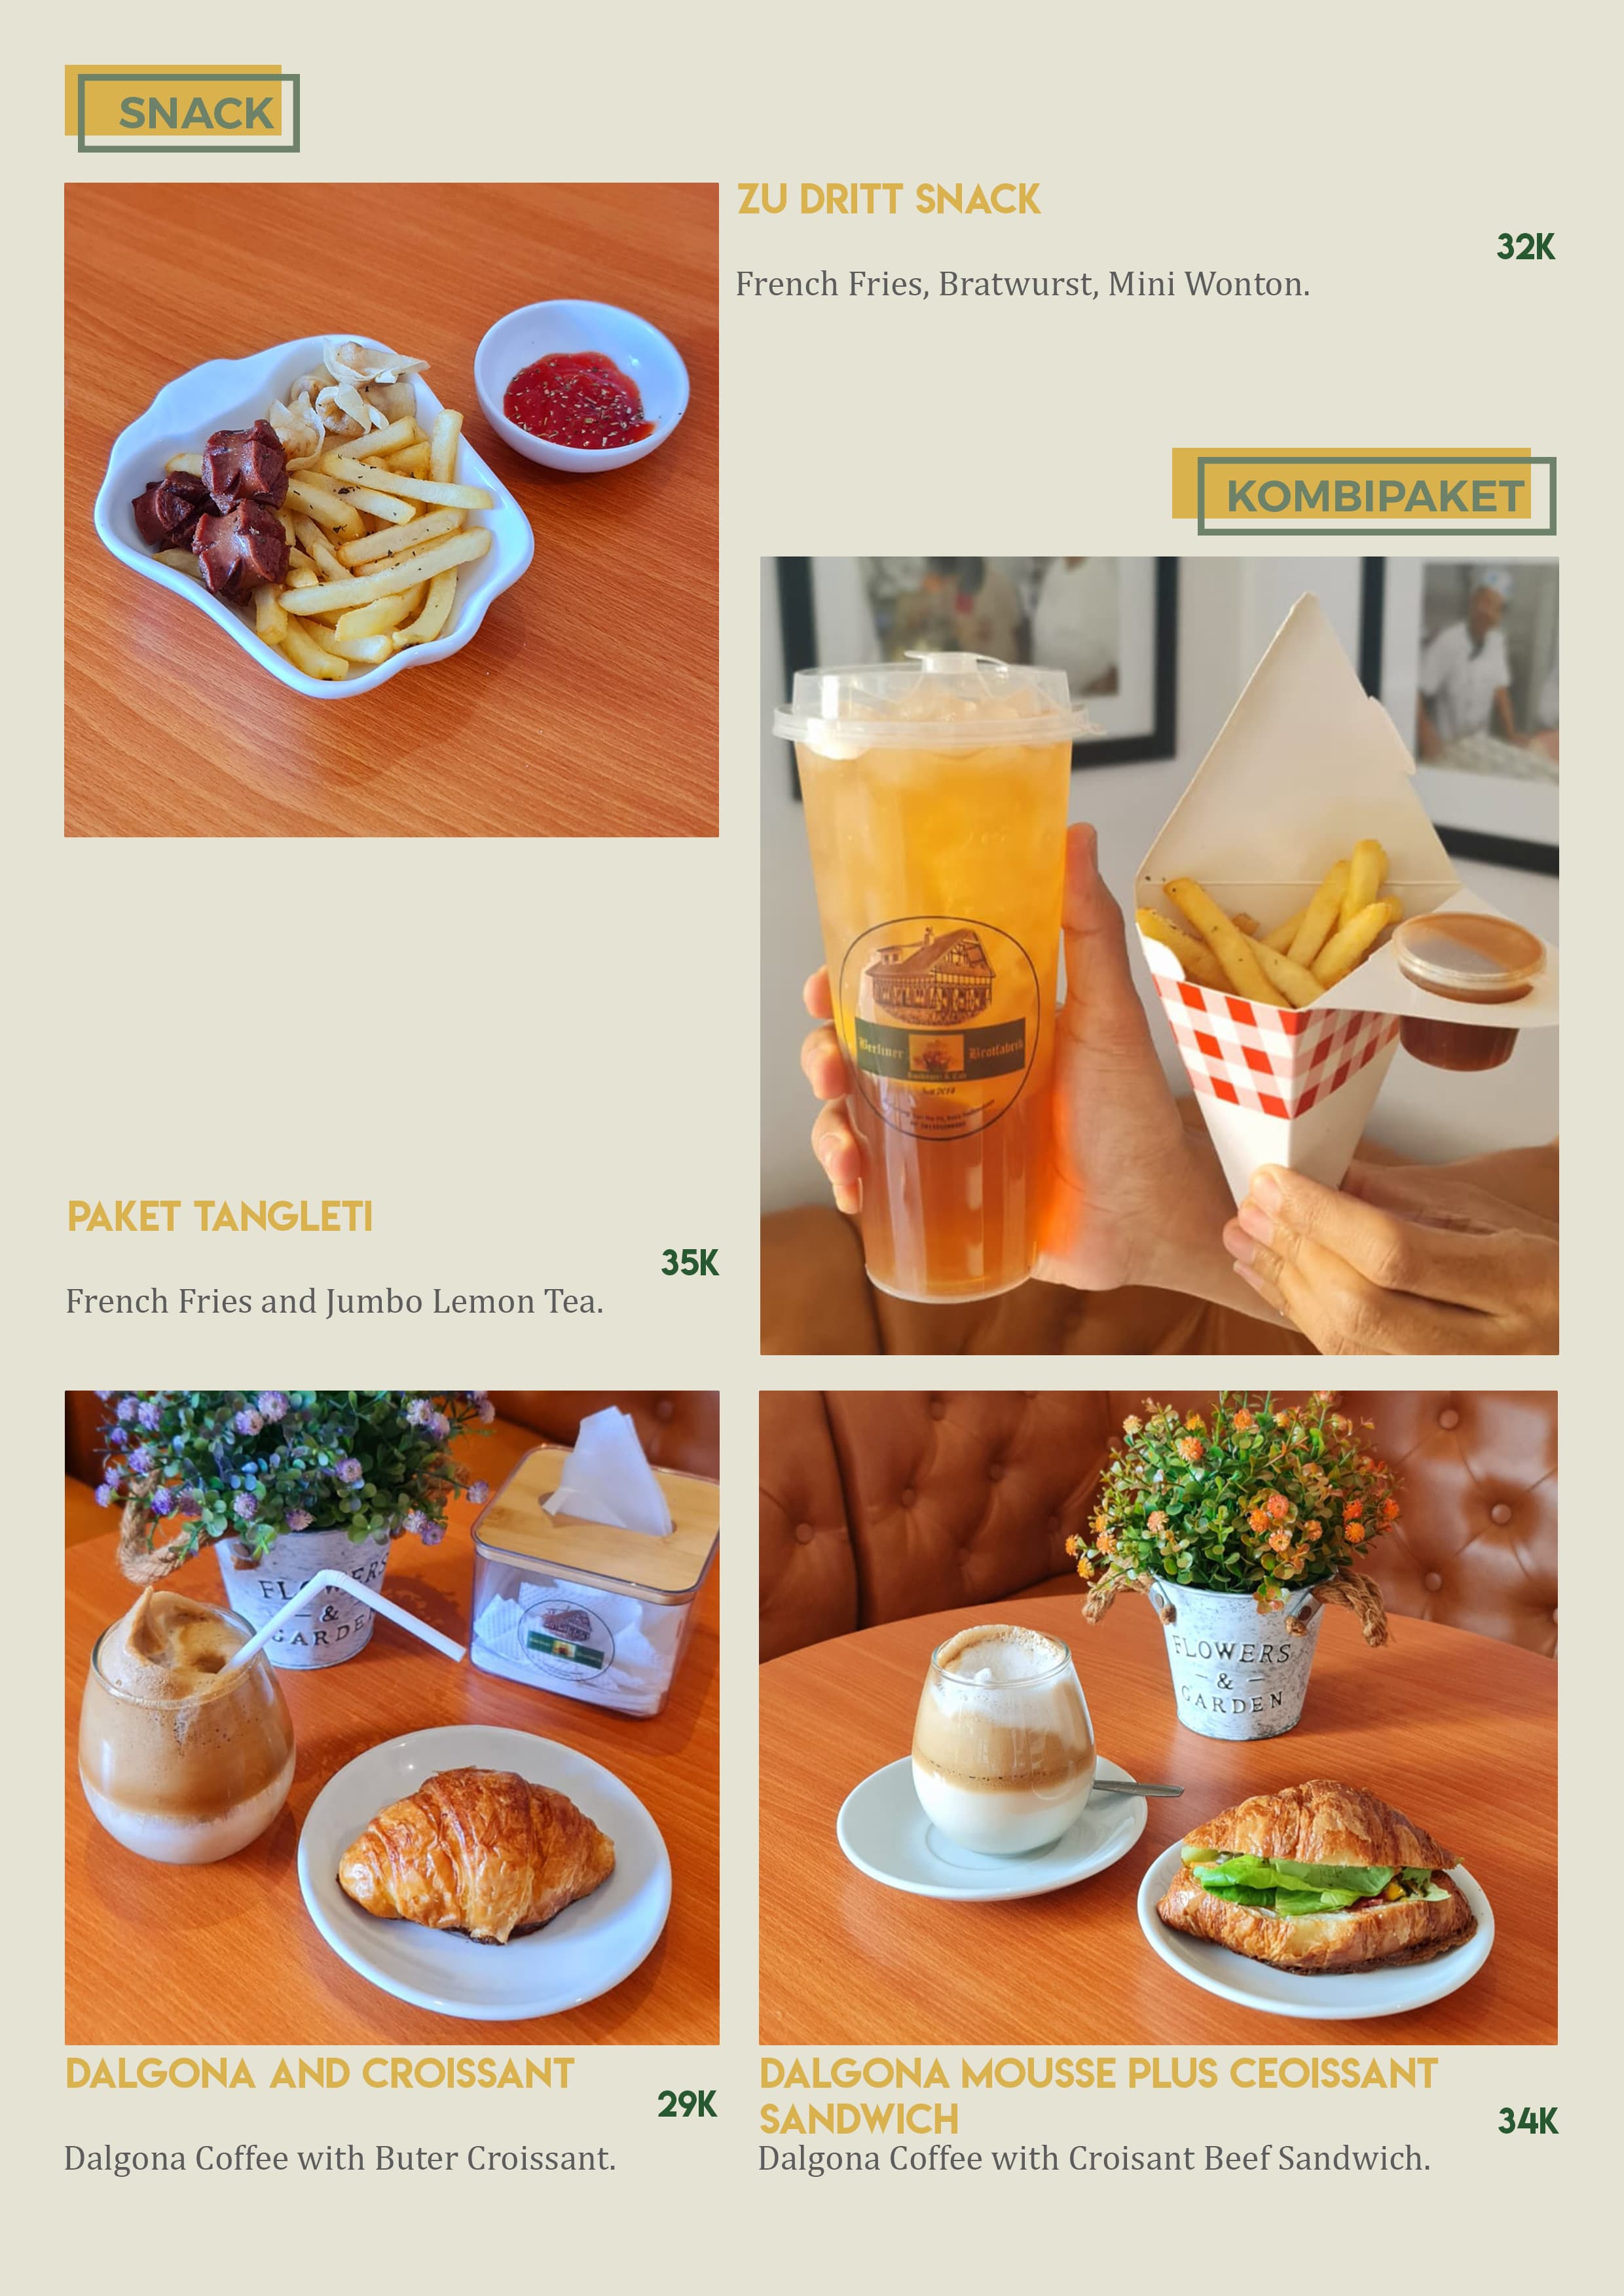 SNACK
ZU DRITT SNACK
32K
French Fries, Bratwurst, Mini Wonton.
KOMBIPAKET
Berliner Brotfabrik
PAKET TANGLETI
35K
French Fries and Jumbo Lemon Tea.
FLOWERS
&
GARDE
FLOWERS
&
GARDEN
DALGONA AND CROISSANT
29K
Dalgona Coffee with Buter Croissant.
DALGONA MOUSSE PLUS CEOISSANT
SANDWICH
34K
Dalgona Coffee with Croisant Beef Sandwich.